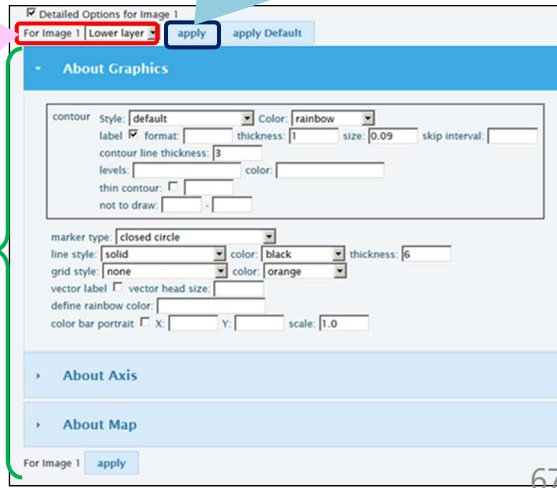 Detailed Options for Image 1
For Image 1 Lower layer apply apply Default
About Graphics
contour Style: default Color: rainbow
label format: thickness: 1 size: 0.09 skip interval:
contour line thickness: 3
levels: color:
thin contour:
not to draw: -
marker type: closed circle
line style: solid color: black thickness: 6
grid style: none color: orange
vector label vector head size:
define rainbow color:
color bar portrait X: Y: scale: 1.0
About Axis
About Map
For Image 1 apply
67